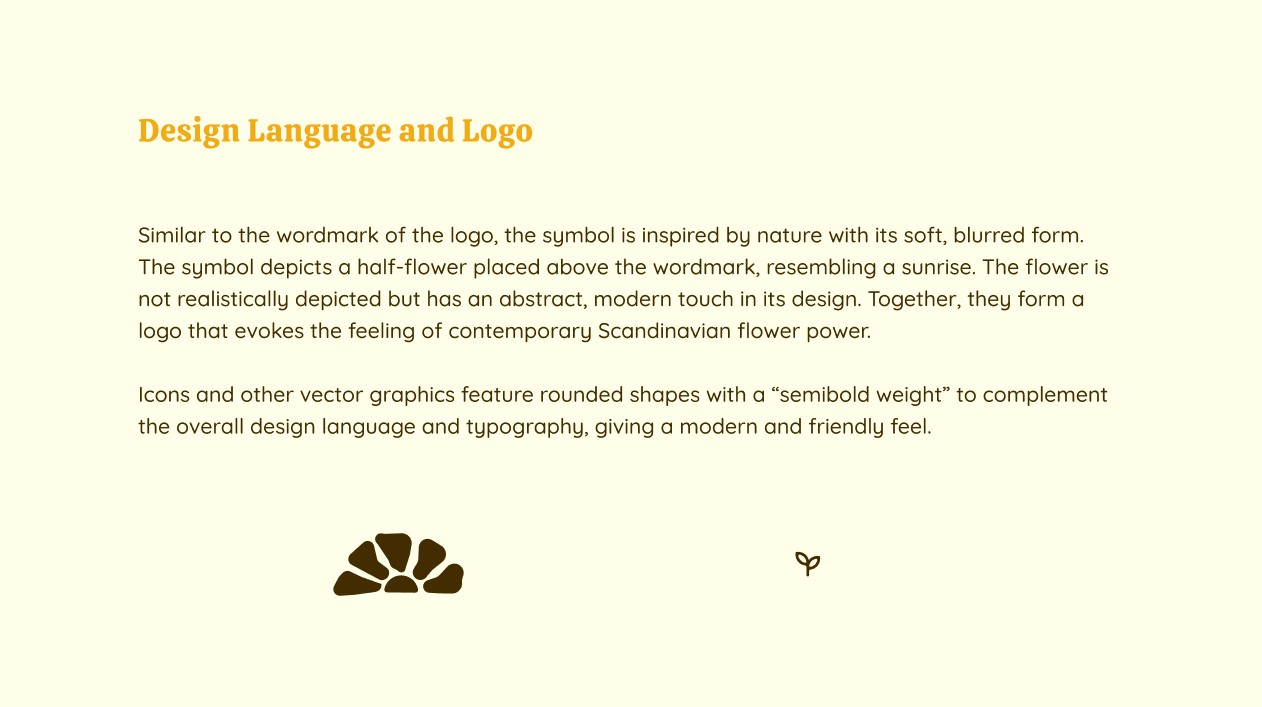 Design Language and Logo
Similar to the wordmark of the logo, the symbol is inspired by nature with its soft, blurred form.
The symbol depicts a half-flower placed above the wordmark, resembling a sunrise. The flower is
not realistically depicted but has an abstract, modern touch in its design. Together, they form a
logo that evokes the feeling of contemporary Scandinavian flower power.
Icons and other vector graphics feature rounded shapes with a “semibold weight” to complement
the overall design language and typography, giving a modern and friendly feel.